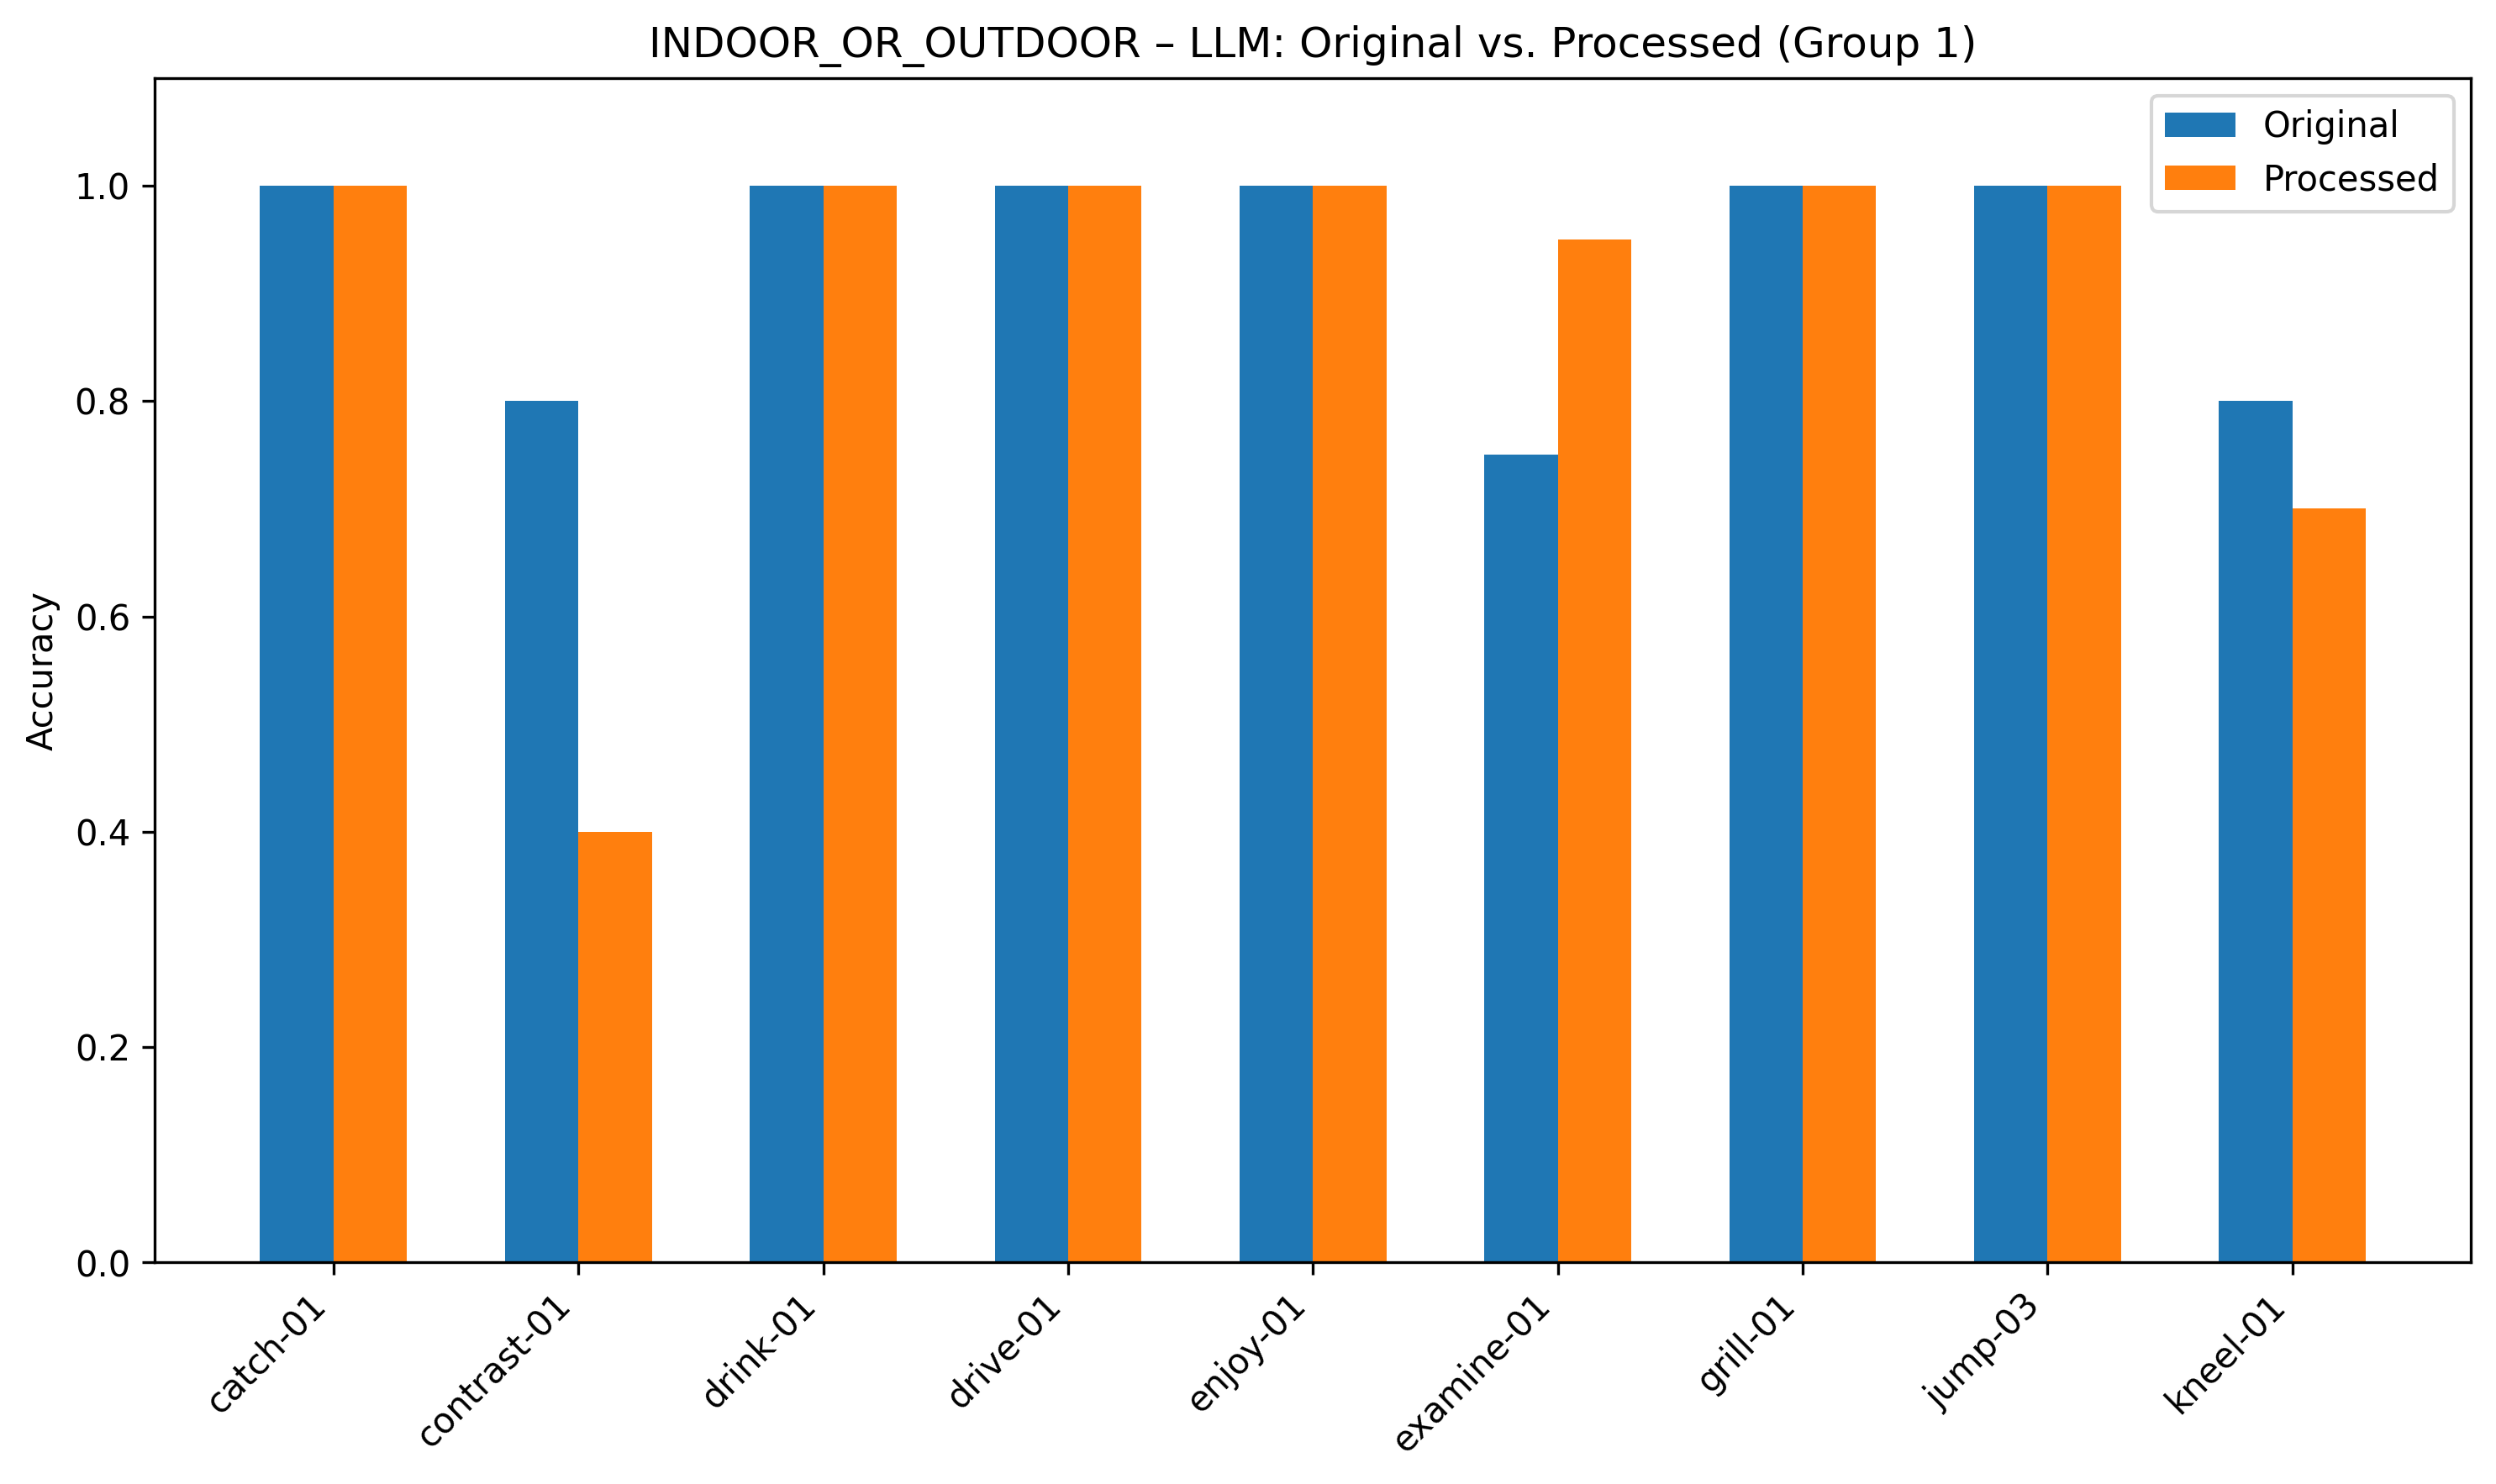 INDOOR_OR_OUTDOOR – LLM: Original vs. Processed (Group 1)
Original
Processed
Accuracy
1.0
0.8
0.6
0.4
0.2
0.0
catch-01
contrast-01
drink-01
drive-01
enjoy-01
examine-01
grill-01
jump-03
kneel-01